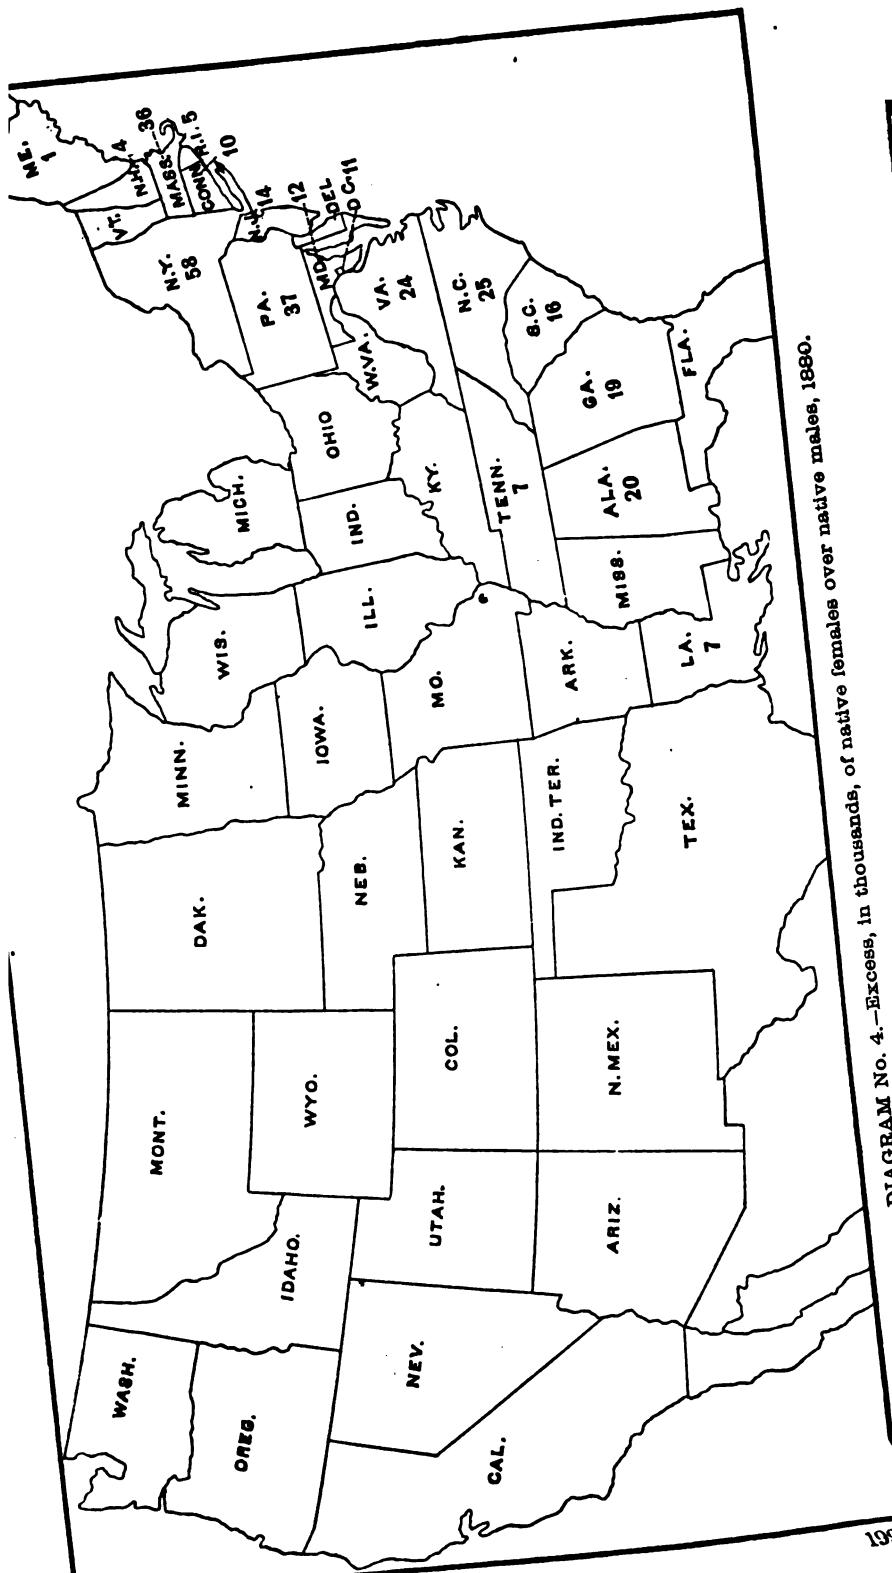 ME.
1
N.H. 4
VT.
36
MASS.
R.I. 5
CONN.
10
N.Y.
58
N.J. 14
PA.
37
12
MD.
DEL
D.C. 11
W.VA.
VA.
24
N.C.
25
S.C.
16
GA.
19
FLA.
OHIO
KY.
TENN.
7
ALA.
20
MICH.
IND.
MISS.
WIS.
ILL.
MO.
ARK.
LA.
7
MINN.
IOWA.
DAK.
NEB.
KAN.
IND. TER.
TEX.
MONT.
WYO.
COL.
N. MEX.
WASH.
IDAHO.
UTAH.
ARIZ.
OREG.
NEV.
CAL.
DIAGRAM No. 4.—Excess, in thousands, of native females over native males, 1880.